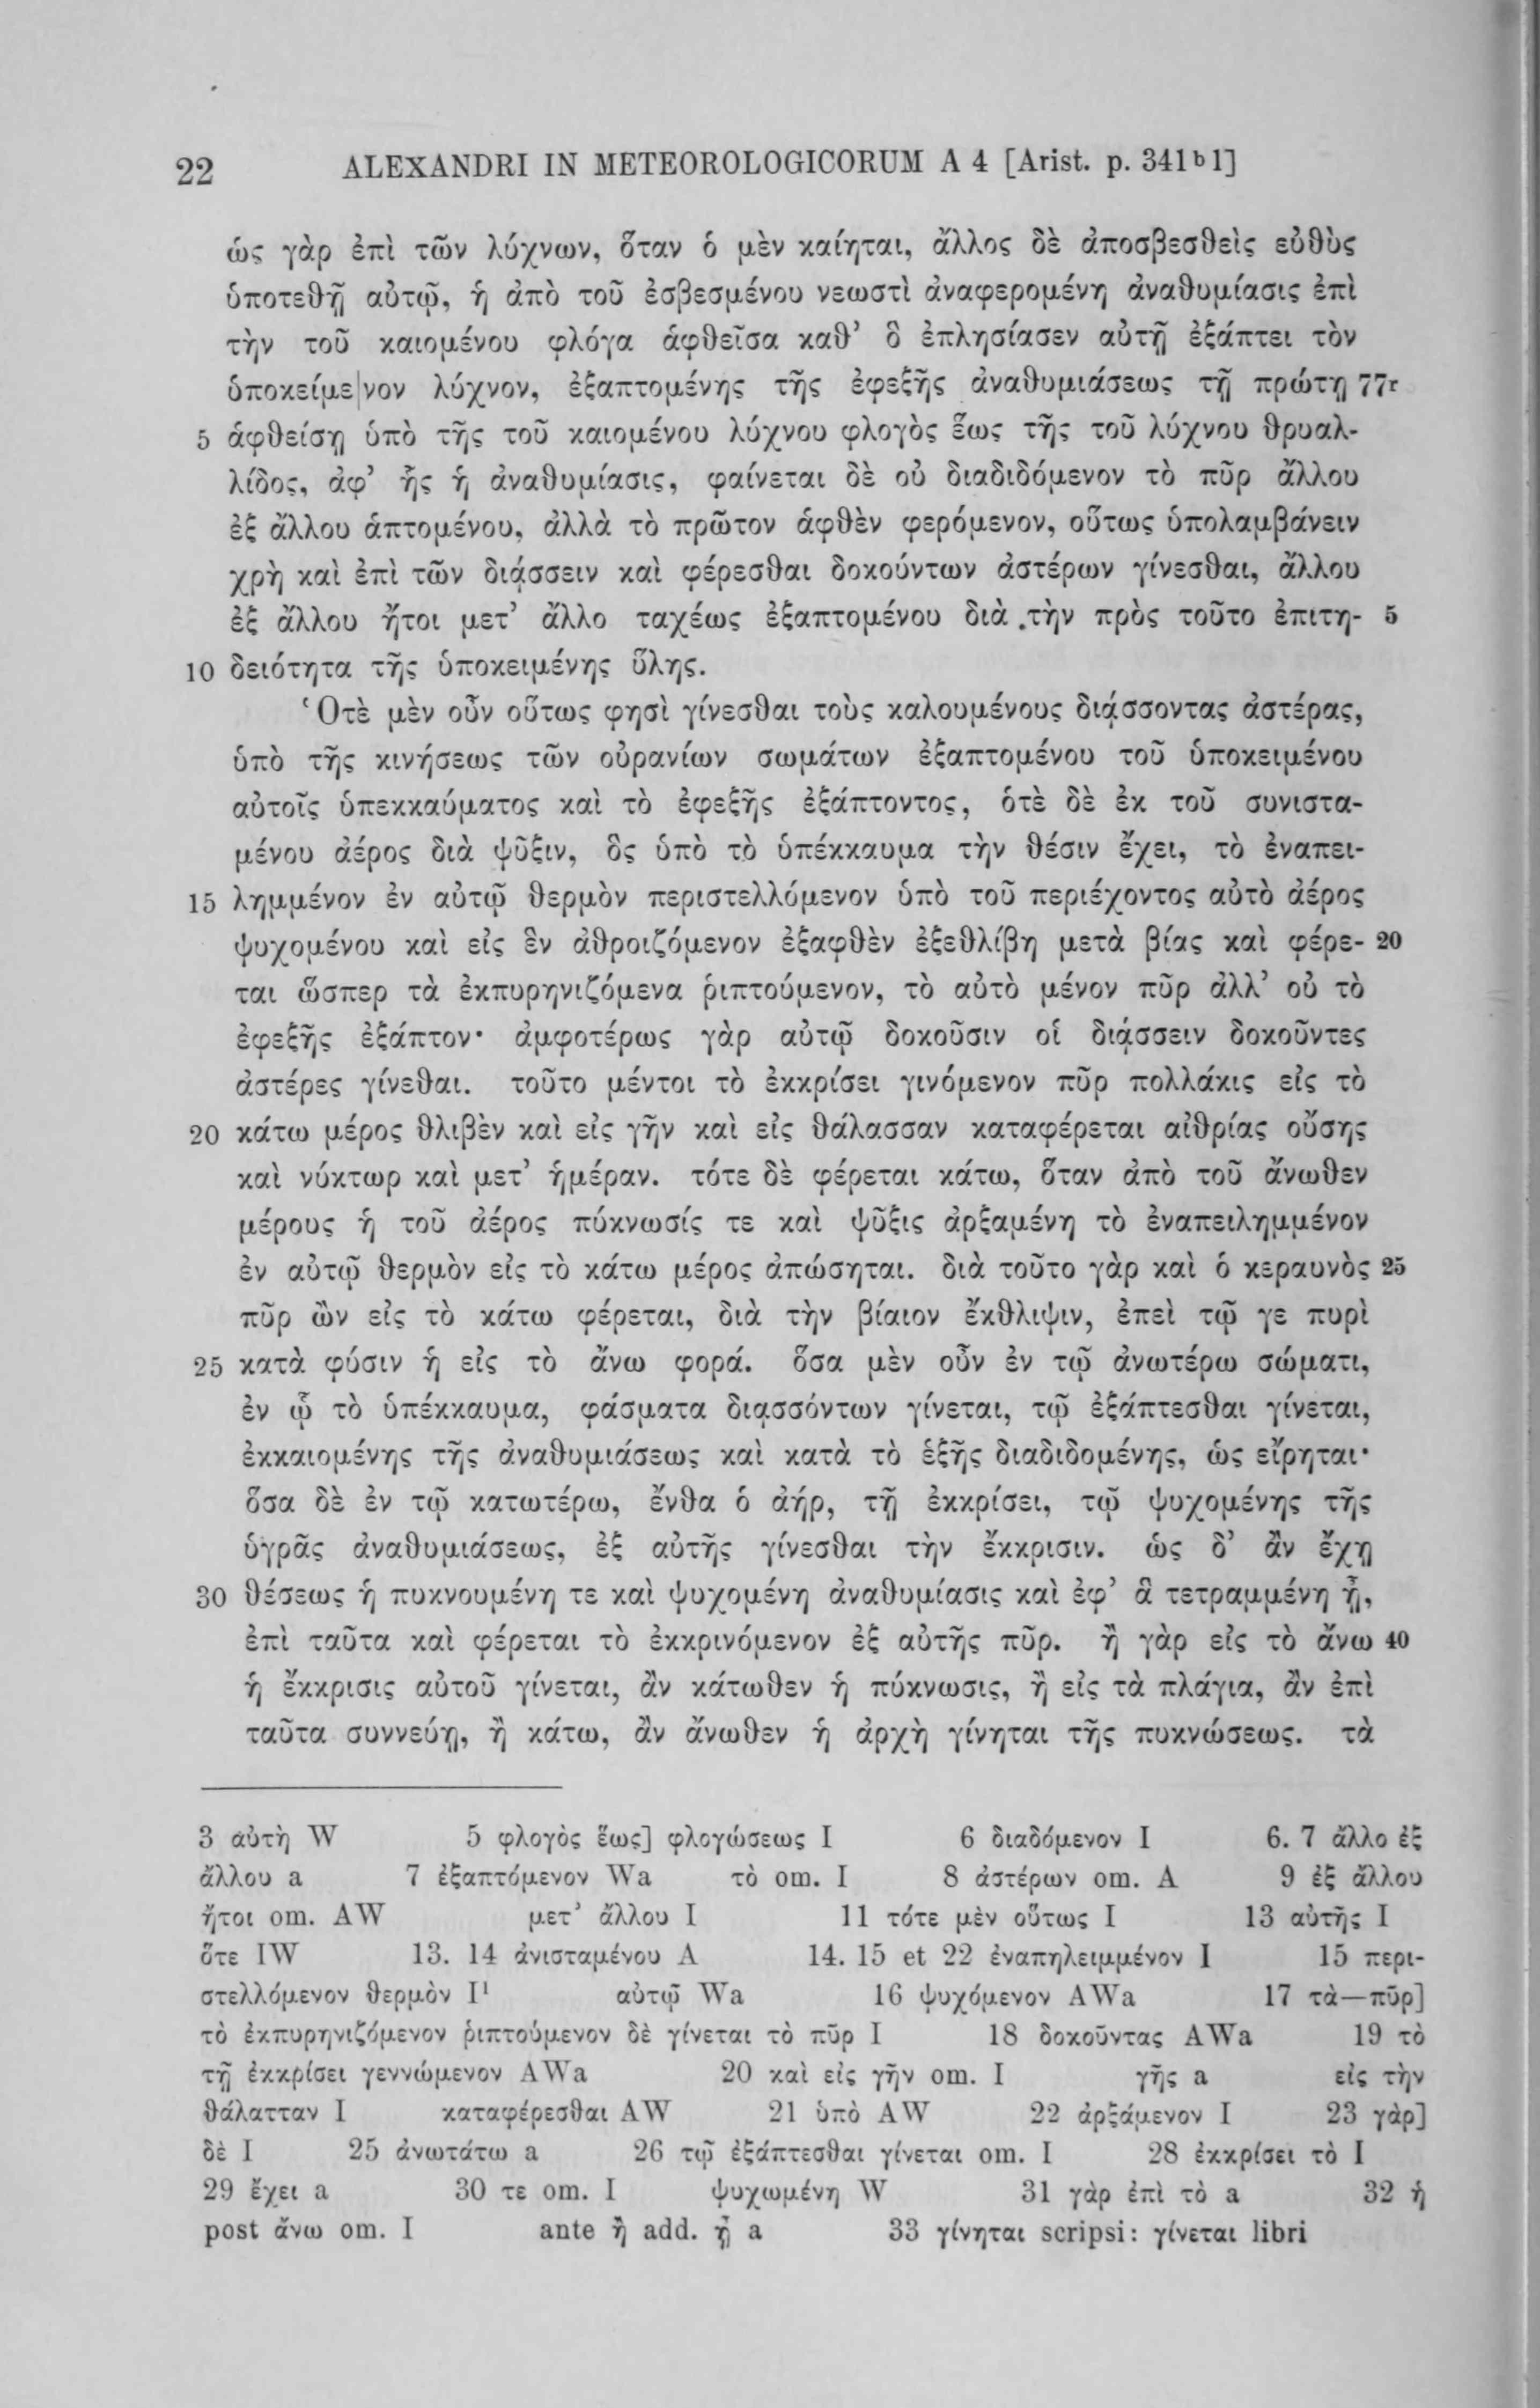 22 ALEXANDRI IN METEOROLOGICORUM A 4 [Arist. p. 341ᵇ1]
ὡς γὰρ ἐπὶ τῶν λύχνων, ὅταν ὁ μὲν καίηται, ἄλλος δὲ ἀποσβεσθεὶς εὐθὺς
ὑποτεθῇ αὐτῷ, ἡ ἀπὸ τοῦ ἐσβεσμένου νεωστὶ ἀναφερομένη ἀναθυμίασις ἐπὶ
τὴν τοῦ καιομένου φλόγα ἁφθεῖσα καθ’ ὃ ἐπλησίασεν αὐτῇ ἐξάπτει τὸν
ὑποκείμε|νον λύχνον, ἐξαπτομένης τῆς ἐφεξῆς ἀναθυμιάσεως τῇ πρώτῃ 77r
5 ἁφθείσῃ ὑπὸ τῆς τοῦ καιομένου λύχνου φλογὸς ἕως τῆς τοῦ λύχνου θρυαλ-
λίδος, ἀφ’ ἧς ἡ ἀναθυμίασις, φαίνεται δὲ οὐ διαδιδόμενον τὸ πῦρ ἄλλου
ἐξ ἄλλου ἁπτομένου, ἀλλὰ τὸ πρῶτον ἁφθὲν φερόμενον, οὕτως ὑπολαμβάνειν
χρὴ καὶ ἐπὶ τῶν διᾴσσειν καὶ φέρεσθαι δοκούντων ἀστέρων γίνεσθαι, ἄλλου
ἐξ ἄλλου ἤτοι μετ’ ἄλλο ταχέως ἐξαπτομένου διὰ τὴν πρὸς τοῦτο ἐπιτη- 5
10 δειότητα τῆς ὑποκειμένης ὕλης.
Ὁτὲ μὲν οὖν οὕτως φησὶ γίνεσθαι τοὺς καλουμένους διᾴσσοντας ἀστέρας,
ὑπὸ τῆς κινήσεως τῶν οὐρανίων σωμάτων ἐξαπτομένου τοῦ ὑποκειμένου
αὐτοῖς ὑπεκκαύματος καὶ τὸ ἐφεξῆς ἐξάπτοντος, ὁτὲ δὲ ἐκ τοῦ συνιστα-
μένου ἀέρος διὰ ψῦξιν, ὃς ὑπὸ τὸ ὑπέκκαυμα τὴν θέσιν ἔχει, τὸ ἐναπει-
15 λημμένον ἐν αὐτῷ θερμὸν περιστελλόμενον ὑπὸ τοῦ περιέχοντος αὐτὸ ἀέρος
ψυχομένου καὶ εἰς ἓν ἀθροιζόμενον ἐξαφθὲν ἐξεθλίβη μετὰ βίας καὶ φέρε- 20
ται ὥσπερ τὰ ἐκπυρηνιζόμενα ῥιπτούμενον, τὸ αὐτὸ μένον πῦρ ἀλλ’ οὐ τὸ
ἐφεξῆς ἐξάπτον· ἀμφοτέρως γὰρ αὐτῷ δοκοῦσιν οἱ διᾴσσειν δοκοῦντες
ἀστέρες γίνεθαι. τοῦτο μέντοι τὸ ἐκκρίσει γινόμενον πῦρ πολλάκις εἰς τὸ
20 κάτω μέρος θλιβὲν καὶ εἰς γῆν καὶ εἰς θάλασσαν καταφέρεται αἰθρίας οὔσης
καὶ νύκτωρ καὶ μετ’ ἡμέραν. τότε δὲ φέρεται κάτω, ὅταν ἀπὸ τοῦ ἄνωθεν
μέρους ἡ τοῦ ἀέρος πύκνωσίς τε καὶ ψῦξις ἀρξαμένη τὸ ἐναπειλημμένον
ἐν αὐτῷ θερμὸν εἰς τὸ κάτω μέρος ἀπώσηται. διὰ τοῦτο γὰρ καὶ ὁ κεραυνὸς 25
πῦρ ὢν εἰς τὸ κάτω φέρεται, διὰ τὴν βίαιον ἔκθλιψιν, ἐπεὶ τῷ γε πυρὶ
25 κατὰ φύσιν ἡ εἰς τὸ ἄνω φορά. ὅσα μὲν οὖν ἐν τῷ ἀνωτέρω σώματι,
ἐν ᾧ τὸ ὑπέκκαυμα, φάσματα διᾳσσόντων γίνεται, τῷ ἐξάπτεσθαι γίνεται,
ἐκκαιομένης τῆς ἀναθυμιάσεως καὶ κατὰ τὸ ἑξῆς διαδιδομένης, ὡς εἴρηται·
ὅσα δὲ ἐν τῷ κατωτέρω, ἔνθα ὁ ἀήρ, τῇ ἐκκρίσει, τῷ ψυχομένης τῆς
ὑγρᾶς ἀναθυμιάσεως, ἐξ αὐτῆς γίνεσθαι τὴν ἔκκρισιν. ὡς δ’ ἂν ἔχῃ
30 θέσεως ἡ πυκνουμένη τε καὶ ψυχομένη ἀναθυμίασις καὶ ἐφ’ ἃ τετραμμένη ᾖ,
ἐπὶ ταῦτα καὶ φέρεται τὸ ἐκκρινόμενον ἐξ αὐτῆς πῦρ. ἢ γὰρ εἰς τὸ ἄνω 40
ἡ ἔκκρισις αὐτοῦ γίνεται, ἂν κάτωθεν ἡ πύκνωσις, ἢ εἰς τὰ πλάγια, ἂν ἐπὶ
ταῦτα συννεύῃ, ἢ κάτω, ἂν ἄνωθεν ἡ ἀρχὴ γίνηται τῆς πυκνώσεως. τὰ
3 αὐτὴ W 5 φλογὸς ἕως] φλογώσεως I 6 διαδόμενον I 6. 7 ἄλλο ἐξ
ἄλλου a 7 ἐξαπτόμενον Wa τὸ om. I 8 ἀστέρων om. A 9 ἐξ ἄλλου
ἤτοι om. AW μετ’ ἄλλου I 11 τότε μὲν οὕτως I 13 αὐτῆς I
ὅτε IW 13. 14 ἀνισταμένου A 14. 15 et 22 ἐναπηλειμμένον I 15 περι-
στελλόμενον θερμὸν I¹ αὐτῷ Wa 16 ψυχόμενον AWa 17 τὰ—πῦρ]
τὸ ἐκπυρηνιζόμενον ῥιπτούμενον δὲ γίνεται τὸ πῦρ I 18 δοκοῦντας AWa 19 τὸ
τῇ ἐκκρίσει γεννώμενον AWa 20 καὶ εἰς γῆν om. I γῆς a εἰς τὴν
θάλατταν I καταφέρεσθαι AW 21 ὑπὸ AW 22 ἀρξάμενον I 23 γὰρ]
δὲ I 25 ἀνωτάτω a 26 τῷ ἐξάπτεσθαι γίνεται om. I 28 ἐκκρίσει τὸ I
29 ἔχει a 30 τε om. I ψυχωμένη W 31 γὰρ ἐπὶ τὸ a 32 ἡ
post ἄνω om. I ante ἢ add. ᾖ a 33 γίνηται scripsi: γίνεται libri